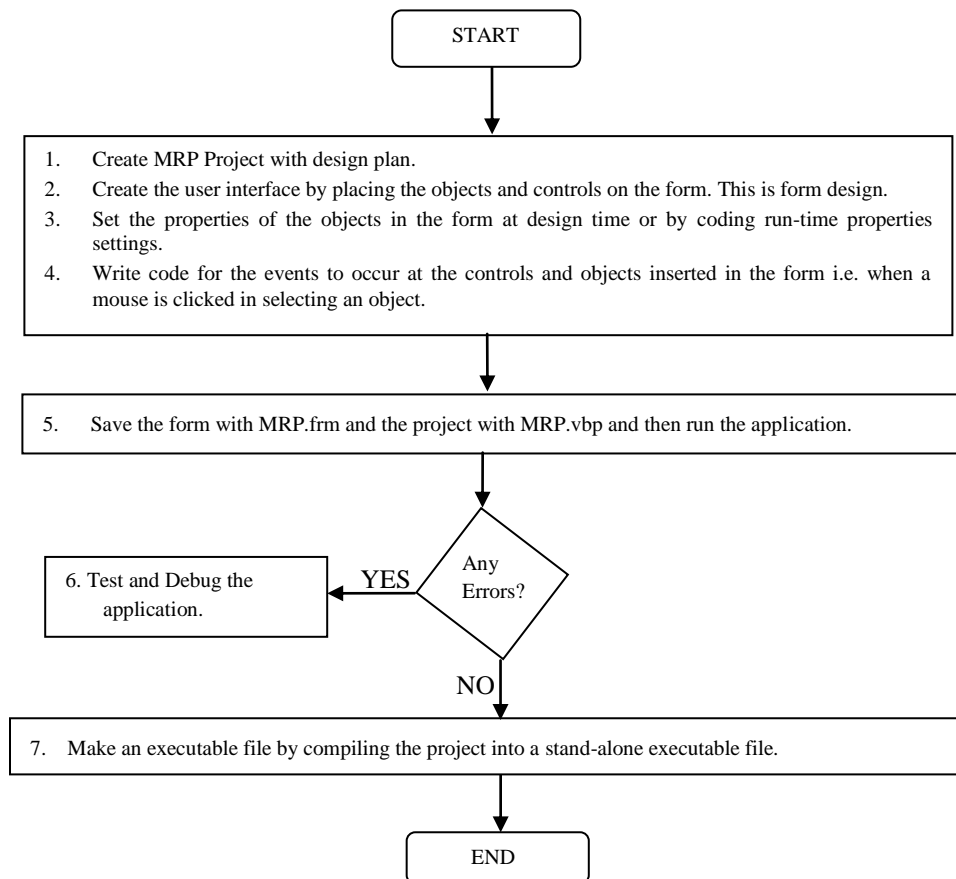 START
1. Create MRP Project with design plan.
2. Create the user interface by placing the objects and controls on the form. This is form design.
3. Set the properties of the objects in the form at design time or by coding run-time properties
settings.
4. Write code for the events to occur at the controls and objects inserted in the form i.e. when a
mouse is clicked in selecting an object.
5. Save the form with MRP.frm and the project with MRP.vbp and then run the application.
Any
Errors?
YES
6. Test and Debug the
application.
NO
7. Make an executable file by compiling the project into a stand-alone executable file.
END